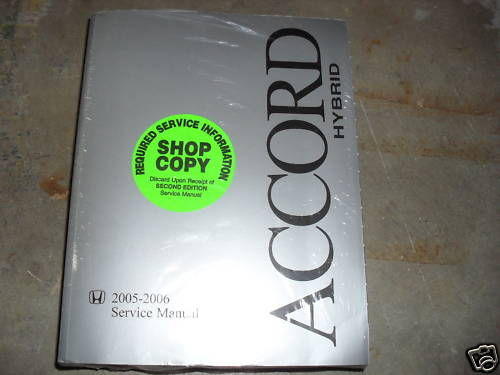 ACCORD
HYBRID
REQUIRED SERVICE INFORMATION
SHOP
COPY
Discard Upon Receipt of
SECOND EDITION
Service Manual
2005-2006
Service Manual